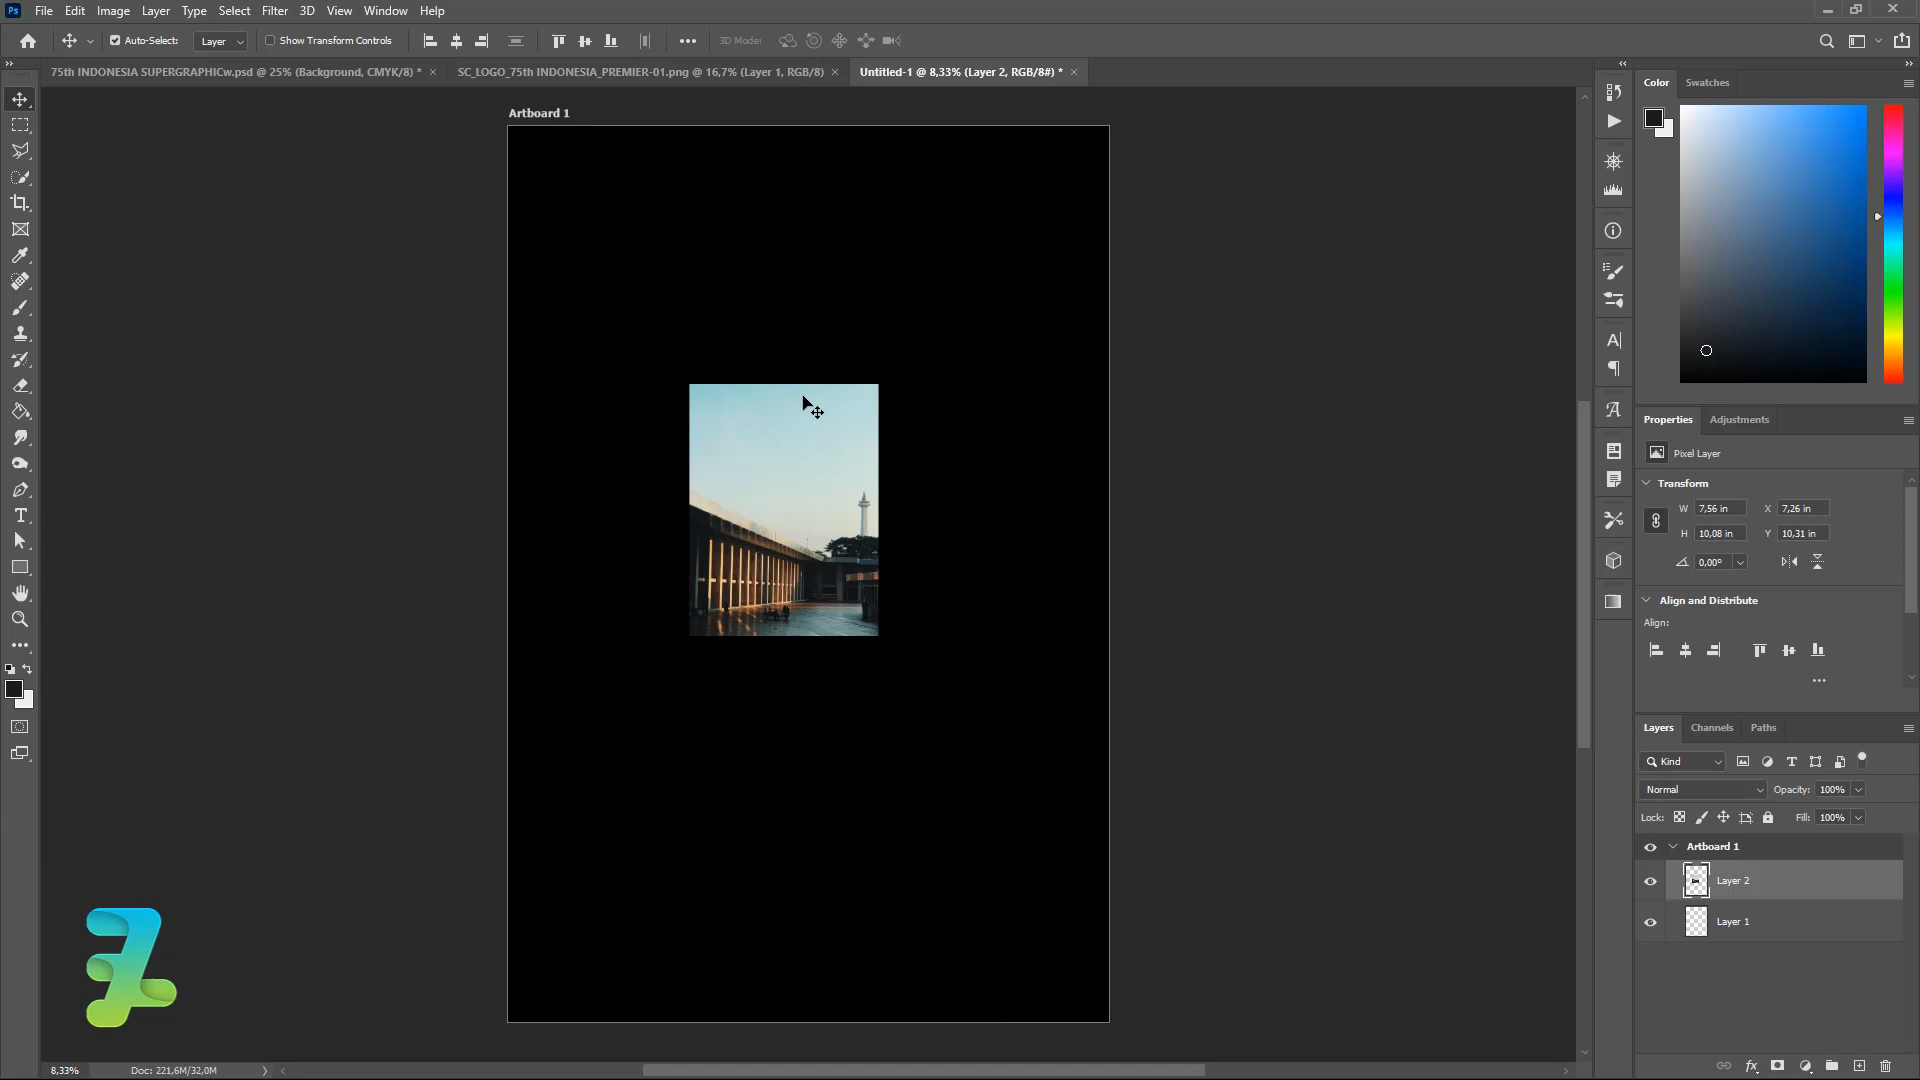 Ps File Edit Image Layer Type Select Filter 3D View Window Help
Auto-Select: Layer Show Transform Controls 3D Mode:
75th INDONESIA SUPERGRAPHICw.psd @ 25% (Background, CMYK/8) * SC_LOGO_75th INDONESIA_PREMIER-01.png @ 16,7% (Layer 1, RGB/8) Untitled-1 @ 8,33% (Layer 2, RGB/8#) *
Artboard 1
Color Swatches
Properties Adjustments
Pixel Layer
Transform
W 7,56 in X 7,26 in
H 10,08 in Y 10,31 in
0,00°
Align and Distribute
Align:
Layers Channels Paths
Kind
Normal Opacity: 100%
Lock: Fill: 100%
Artboard 1
Layer 2
Layer 1
8,33% Doc: 221,6M/32,0M